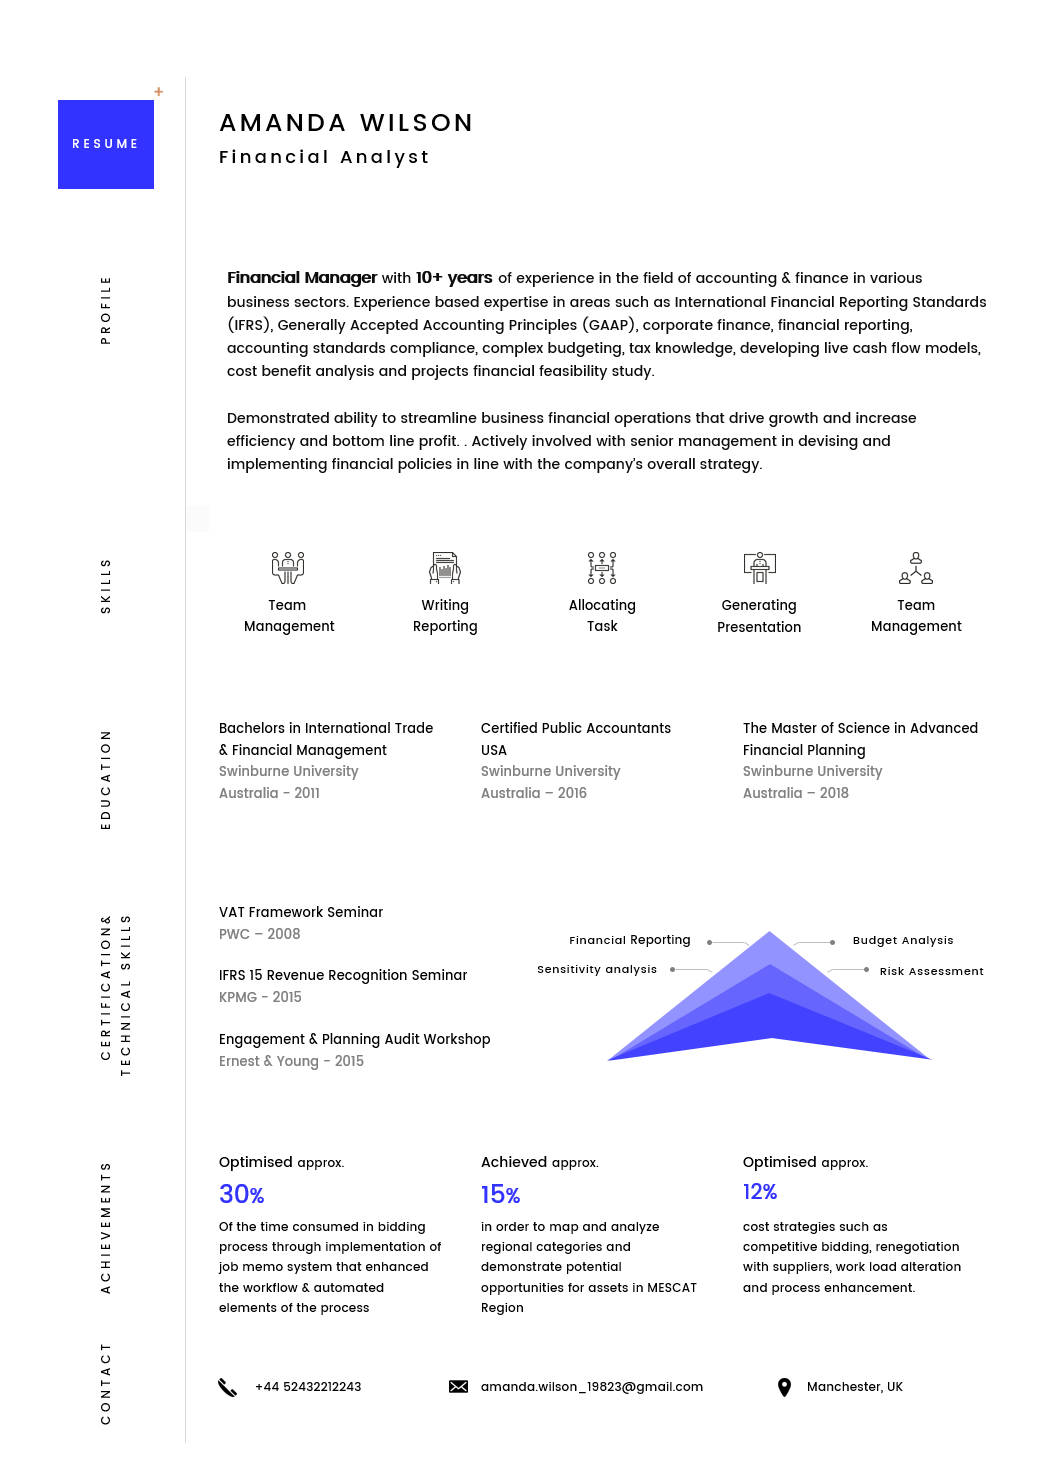 RESUME
+
AMANDA WILSON
Financial Analyst
PROFILE
Financial Manager with 10+ years of experience in the field of accounting & finance in various
business sectors. Experience based expertise in areas such as International Financial Reporting Standards
(IFRS), Generally Accepted Accounting Principles (GAAP), corporate finance, financial reporting,
accounting standards compliance, complex budgeting, tax knowledge, developing live cash flow models,
cost benefit analysis and projects financial feasibility study.
Demonstrated ability to streamline business financial operations that drive growth and increase
efficiency and bottom line profit. . Actively involved with senior management in devising and
implementing financial policies in line with the company's overall strategy.
SKILLS
Team
Management
Writing
Reporting
Allocating
Task
Generating
Presentation
Team
Management
EDUCATION
Bachelors in International Trade
& Financial Management
Swinburne University
Australia - 2011
Certified Public Accountants
USA
Swinburne University
Australia – 2016
The Master of Science in Advanced
Financial Planning
Swinburne University
Australia – 2018
CERTIFICATION&
TECHNICAL SKILLS
VAT Framework Seminar
PWC – 2008
IFRS 15 Revenue Recognition Seminar
KPMG - 2015
Engagement & Planning Audit Workshop
Ernest & Young - 2015
Financial Reporting
Sensitivity analysis
Budget Analysis
Risk Assessment
ACHIEVEMENTS
Optimised approx.
30%
Of the time consumed in bidding
process through implementation of
job memo system that enhanced
the workflow & automated
elements of the process
Achieved approx.
15%
in order to map and analyze
regional categories and
demonstrate potential
opportunities for assets in MESCAT
Region
Optimised approx.
12%
cost strategies such as
competitive bidding, renegotiation
with suppliers, work load alteration
and process enhancement.
CONTACT
+44 52432212243
amanda.wilson_19823@gmail.com
Manchester, UK